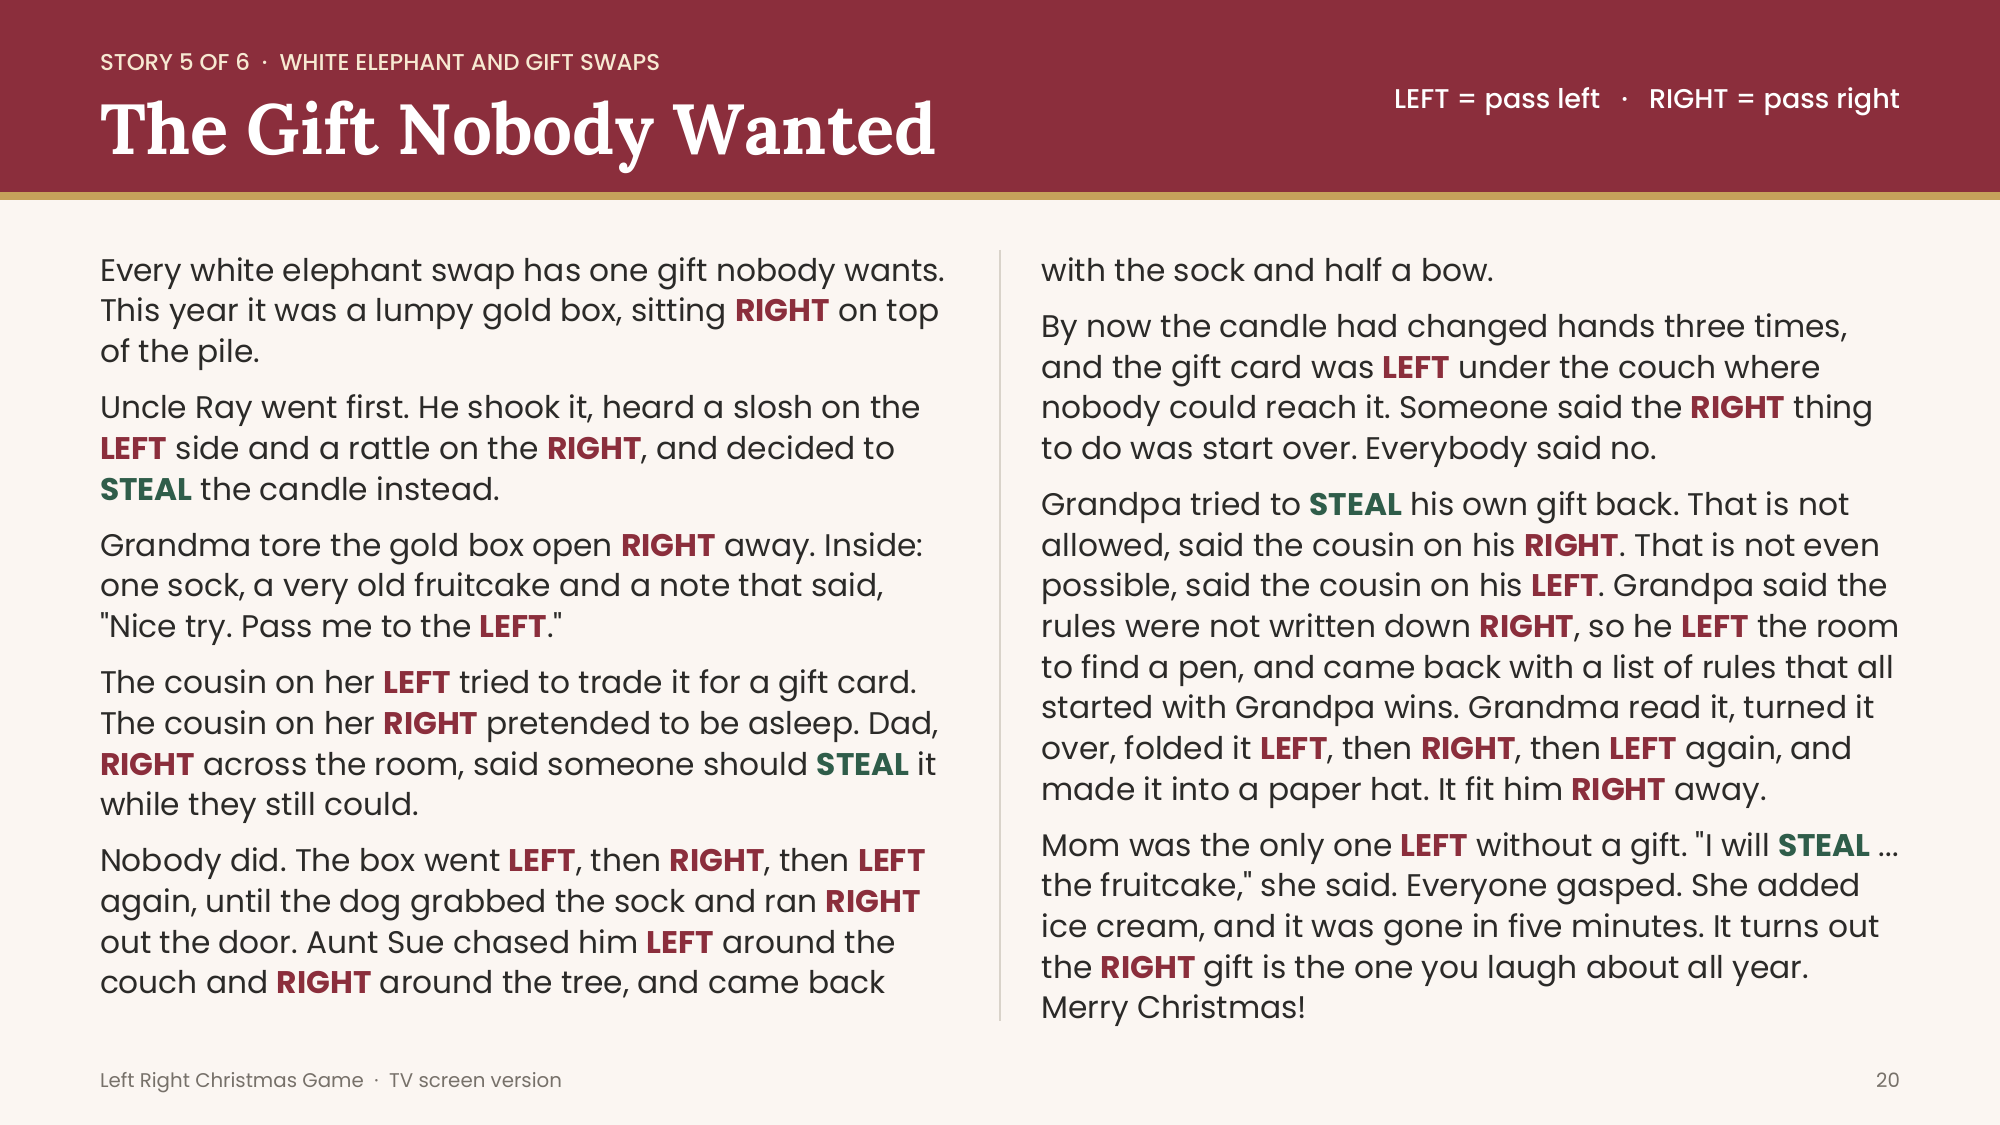 STORY 5 OF 6 · WHITE ELEPHANT AND GIFT SWAPS
The Gift Nobody Wanted
LEFT = pass left · RIGHT = pass right
Every white elephant swap has one gift nobody wants.
This year it was a lumpy gold box, sitting RIGHT on top
of the pile.
Uncle Ray went first. He shook it, heard a slosh on the
LEFT side and a rattle on the RIGHT, and decided to
STEAL the candle instead.
Grandma tore the gold box open RIGHT away. Inside:
one sock, a very old fruitcake and a note that said,
"Nice try. Pass me to the LEFT."
The cousin on her LEFT tried to trade it for a gift card.
The cousin on her RIGHT pretended to be asleep. Dad,
RIGHT across the room, said someone should STEAL it
while they still could.
Nobody did. The box went LEFT, then RIGHT, then LEFT
again, until the dog grabbed the sock and ran RIGHT
out the door. Aunt Sue chased him LEFT around the
couch and RIGHT around the tree, and came back
with the sock and half a bow.
By now the candle had changed hands three times,
and the gift card was LEFT under the couch where
nobody could reach it. Someone said the RIGHT thing
to do was start over. Everybody said no.
Grandpa tried to STEAL his own gift back. That is not
allowed, said the cousin on his RIGHT. That is not even
possible, said the cousin on his LEFT. Grandpa said the
rules were not written down RIGHT, so he LEFT the room
to find a pen, and came back with a list of rules that all
started with Grandpa wins. Grandma read it, turned it
over, folded it LEFT, then RIGHT, then LEFT again, and
made it into a paper hat. It fit him RIGHT away.
Mom was the only one LEFT without a gift. "I will STEAL ...
the fruitcake," she said. Everyone gasped. She added
ice cream, and it was gone in five minutes. It turns out
the RIGHT gift is the one you laugh about all year.
Merry Christmas!
Left Right Christmas Game · TV screen version
20